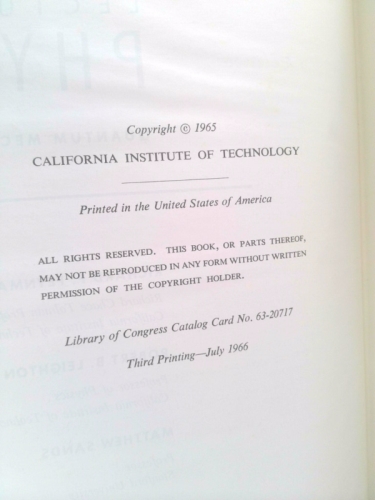 Copyright © 1965
CALIFORNIA INSTITUTE OF TECHNOLOGY
Printed in the United States of America
ALL RIGHTS RESERVED. THIS BOOK, OR PARTS THEREOF,
MAY NOT BE REPRODUCED IN ANY FORM WITHOUT WRITTEN
PERMISSION OF THE COPYRIGHT HOLDER.
Library of Congress Catalog Card No. 63-20717
Third Printing—July 1966